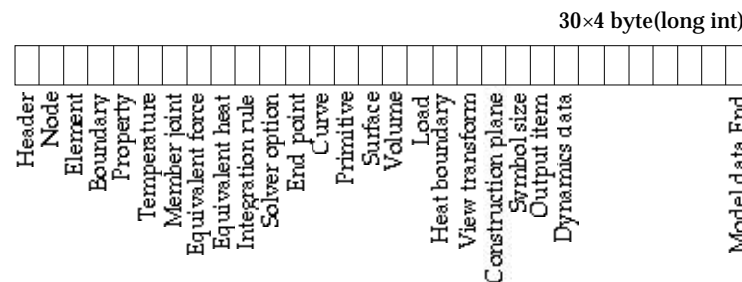 30×4 byte(long int)
Header
Node
Element
Boundary
Property
Temperature
Member joint
Equivalent force
Equivalent heat
Integration rule
Solver option
End point
Curve
Primitive
Surface
Volume
Load
Heat boundary
View transform
Construction plane
Symbol size
Output item
Dynamics data
Model data End